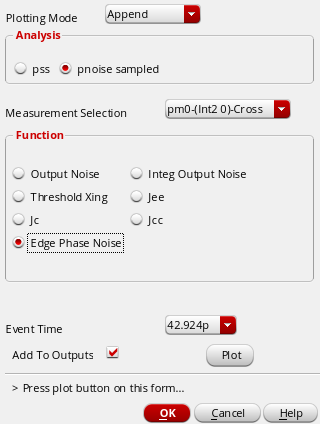 Plotting Mode Append
Analysis
pss pnoise sampled
Measurement Selection pm0-(Int2 0)-Cross
Function
Output Noise Integ Output Noise
Threshold Xing Jee
Jc Jcc
Edge Phase Noise
Event Time 42.924p
Add To Outputs Plot
> Press plot button on this form...
OK Cancel Help